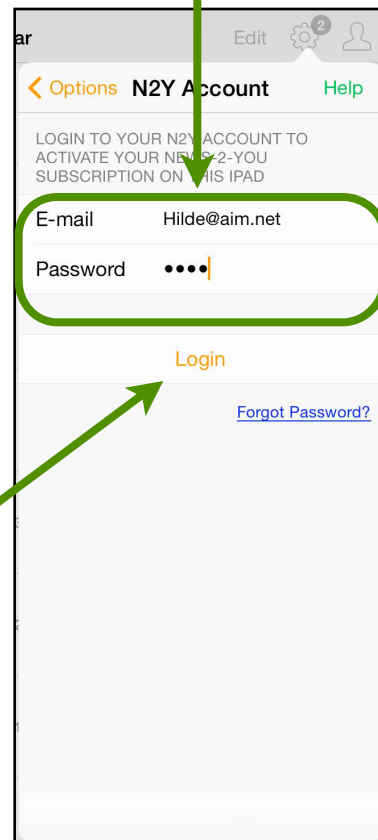 ar Edit 2
Options N2Y Account Help
LOGIN TO YOUR N2Y ACCOUNT TO
ACTIVATE YOUR NEWS-2-YOU
SUBSCRIPTION ON THIS IPAD
E-mail Hilde@aim.net
Password ••••
Login
Forgot Password?